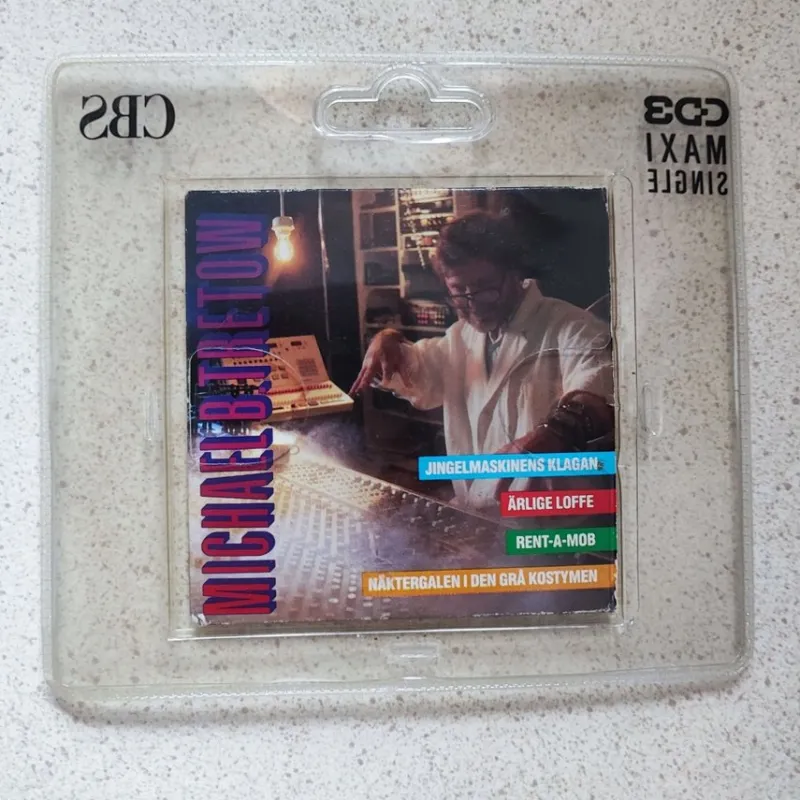 CBS
CD3
MAXI
SINGLE
MICHAEL B TRETOW
JINGELMASKINENS KLAGAN
ÄRLIGE LOFFE
RENT-A-MOB
NÄKTERGALEN I DEN GRÅ KOSTYMEN